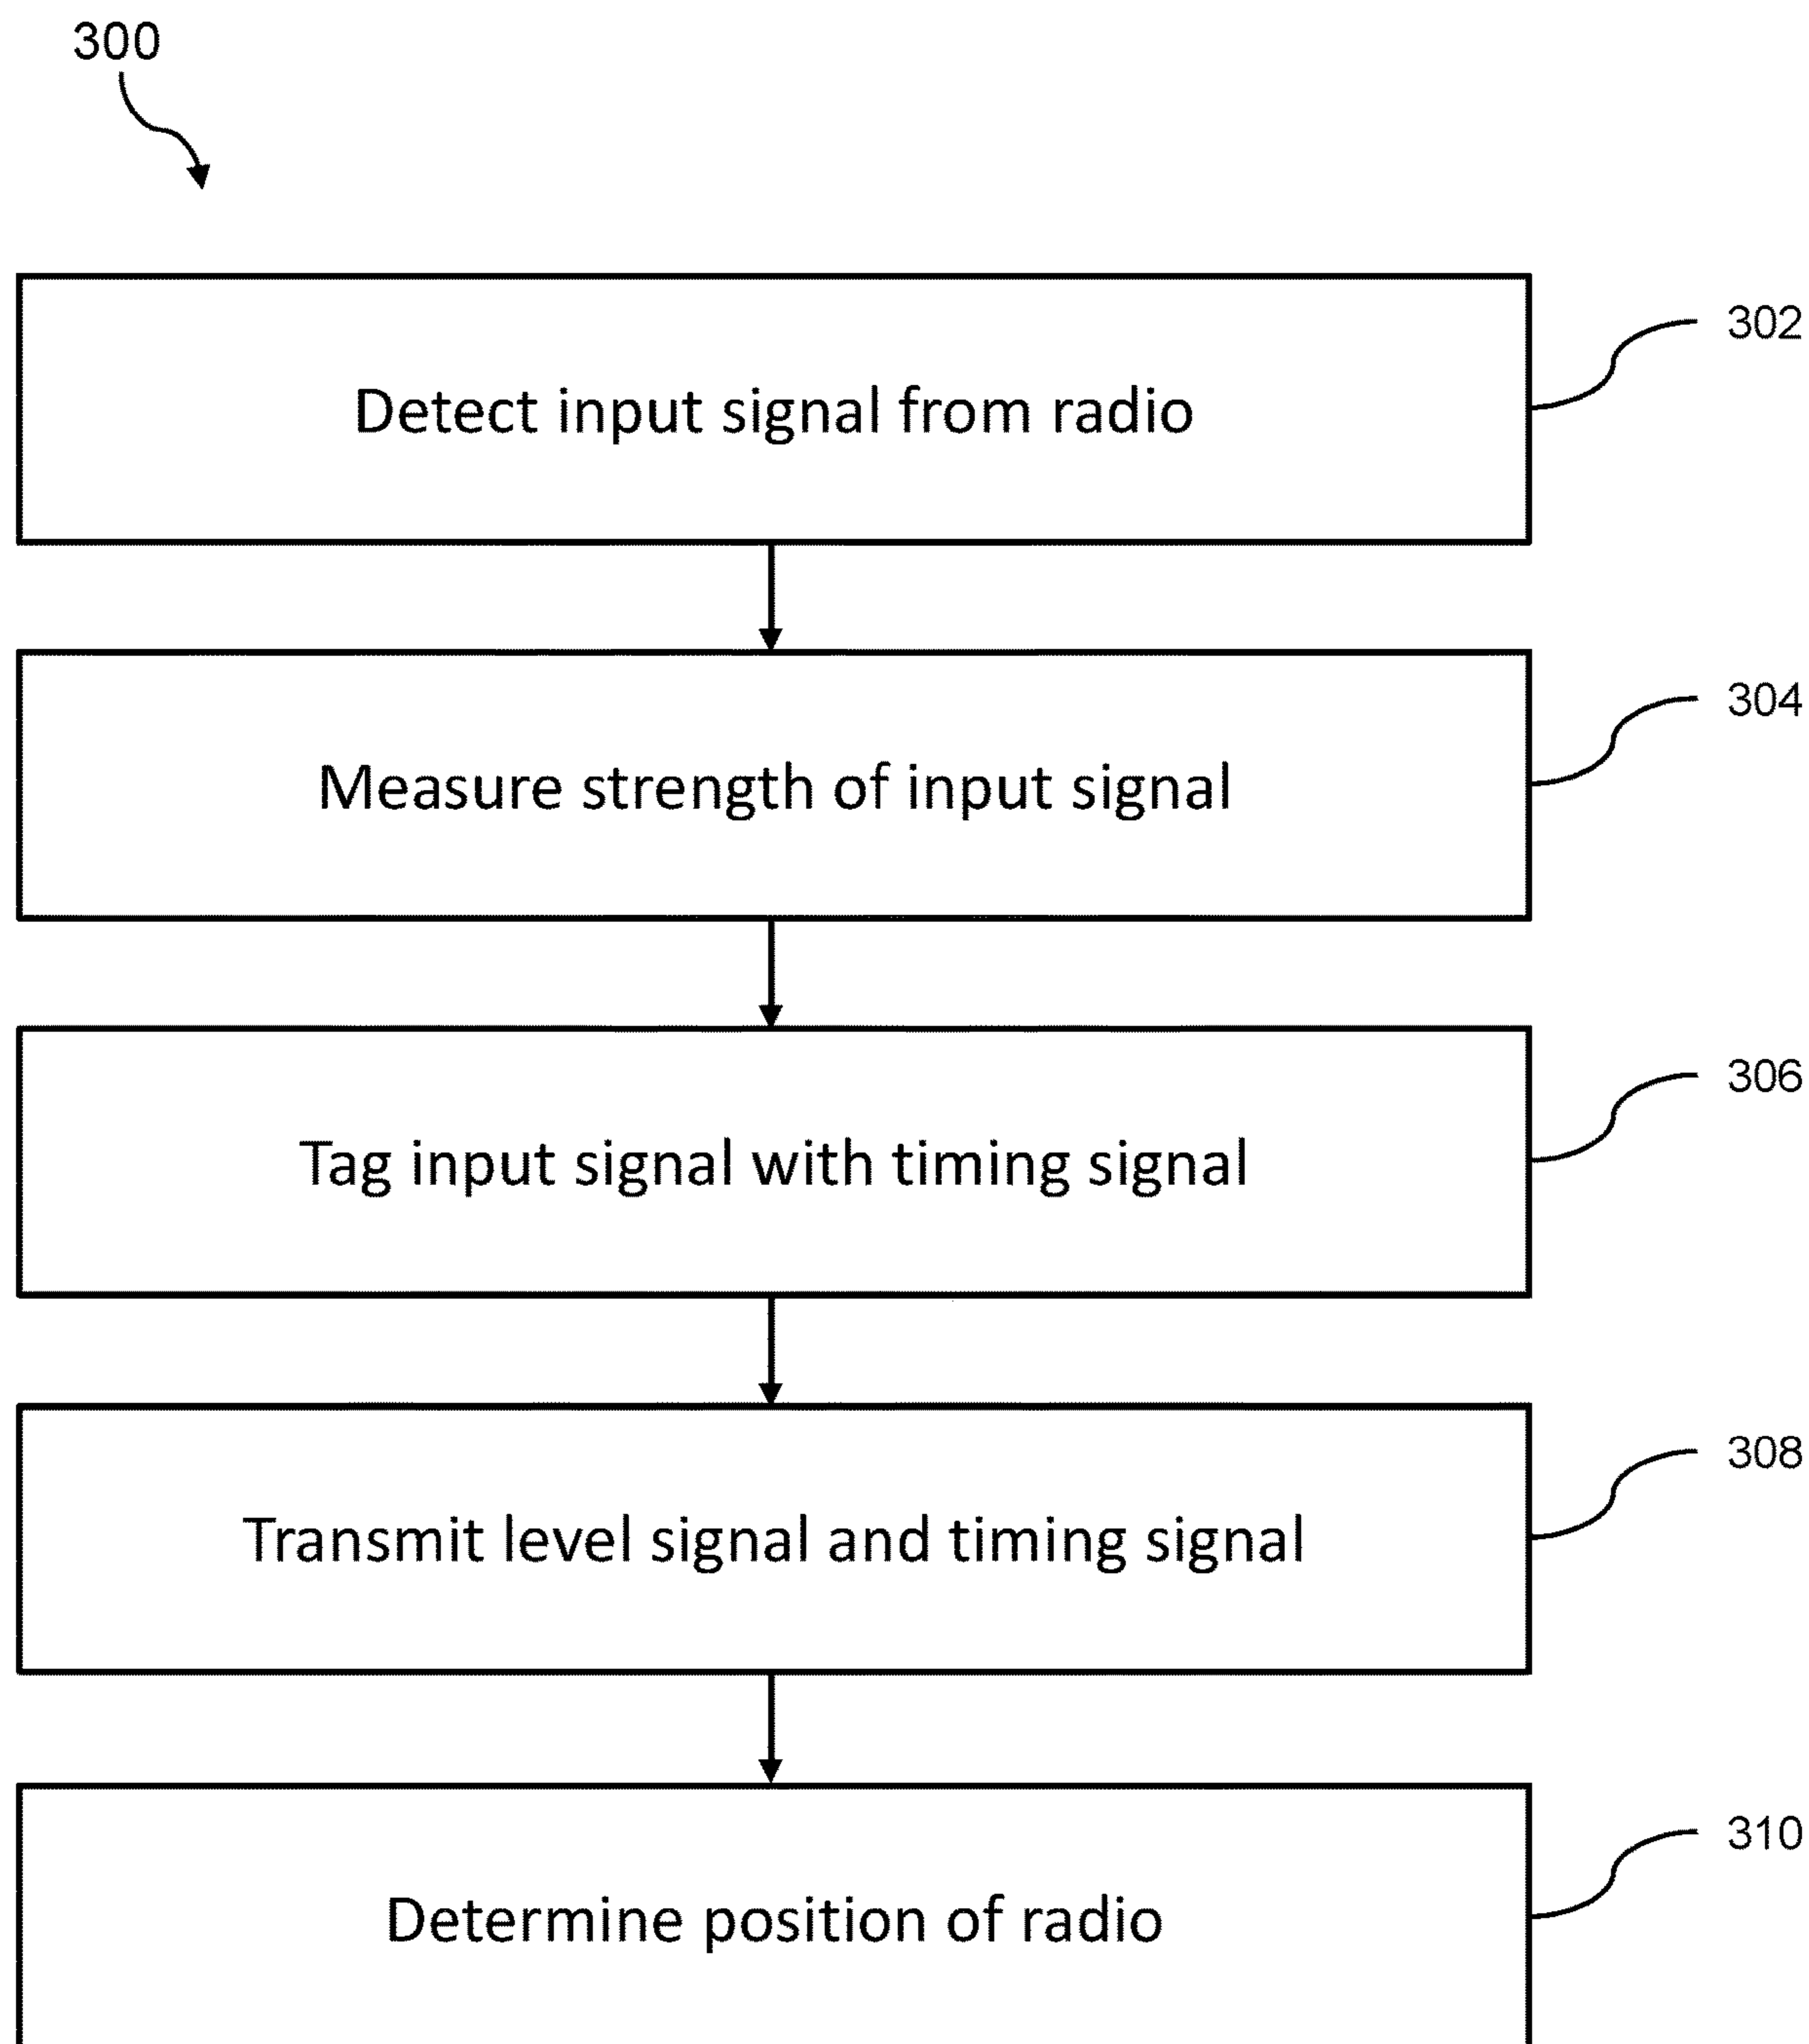 300
Detect input signal from radio
302
Measure strength of input signal
304
Tag input signal with timing signal
306
Transmit level signal and timing signal
308
Determine position of radio
310